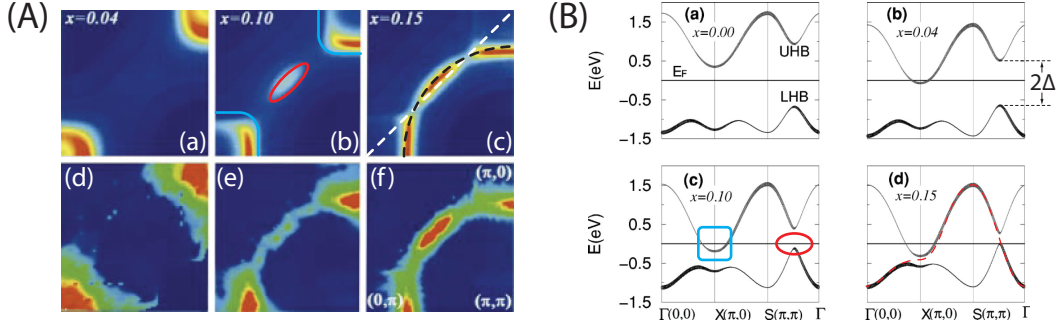 (A)
x=0.04
x=0.10
x=0.15
(a)
(b)
(c)
(d)
(e)
(f)
(π,0)
(0,π)
(π,π)
(B)
(a)
x=0.00
UHB
E_F
LHB
E(eV)
1.5
0.5
−0.5
−1.5
(b)
x=0.04
2Δ
(c)
x=0.10
E(eV)
1.5
0.5
−0.5
−1.5
Γ(0,0) X(π,0) S(π,π) Γ
(d)
x=0.15
Γ(0,0) X(π,0) S(π,π) Γ